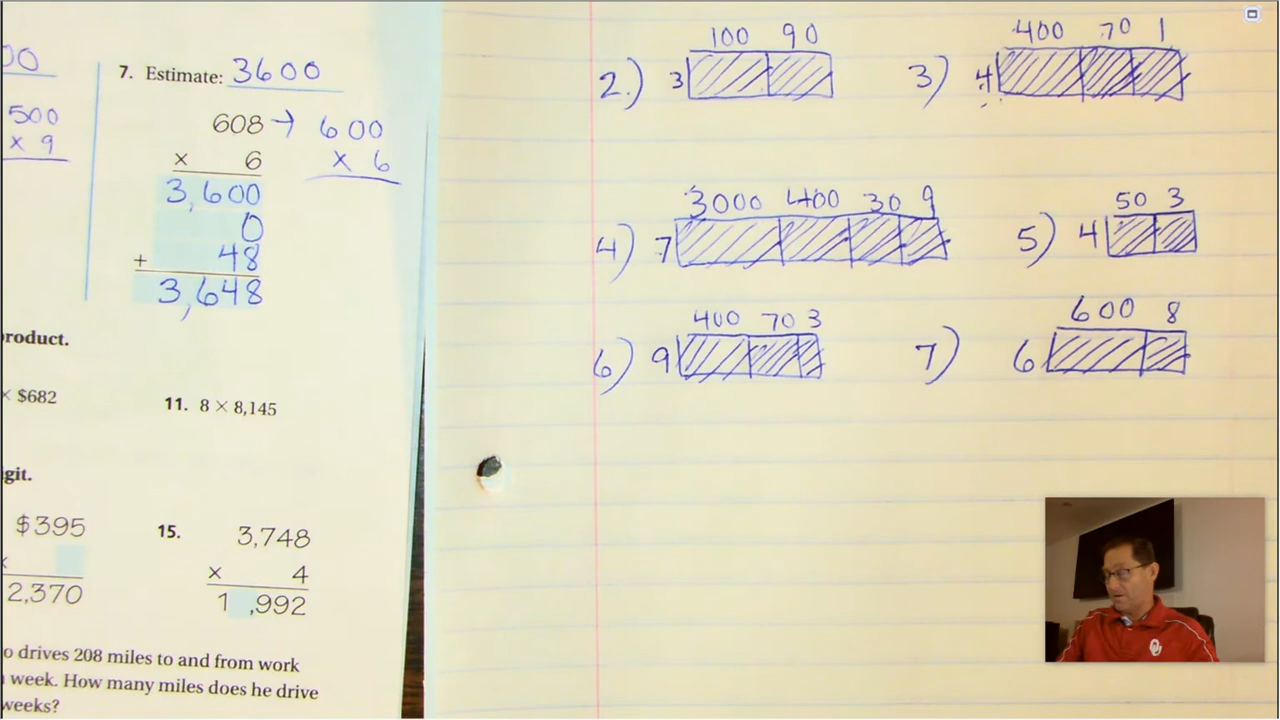 00
500
x 9
7. Estimate: 3600
608 → 600
× 6 x 6
3,600
0
+ 48
3,648
roduct.
× $682
11. 8 × 8,145
git.
$395
2,370
15. 3,748
× 4
1 ,992
o drives 208 miles to and from work
week. How many miles does he drive
weeks?
100 90
2.) 3
400 70 1
3) 4
3000 400 30 9
4) 7
50 3
5) 4
400 70 3
6) 9
600 8
7) 6
OU